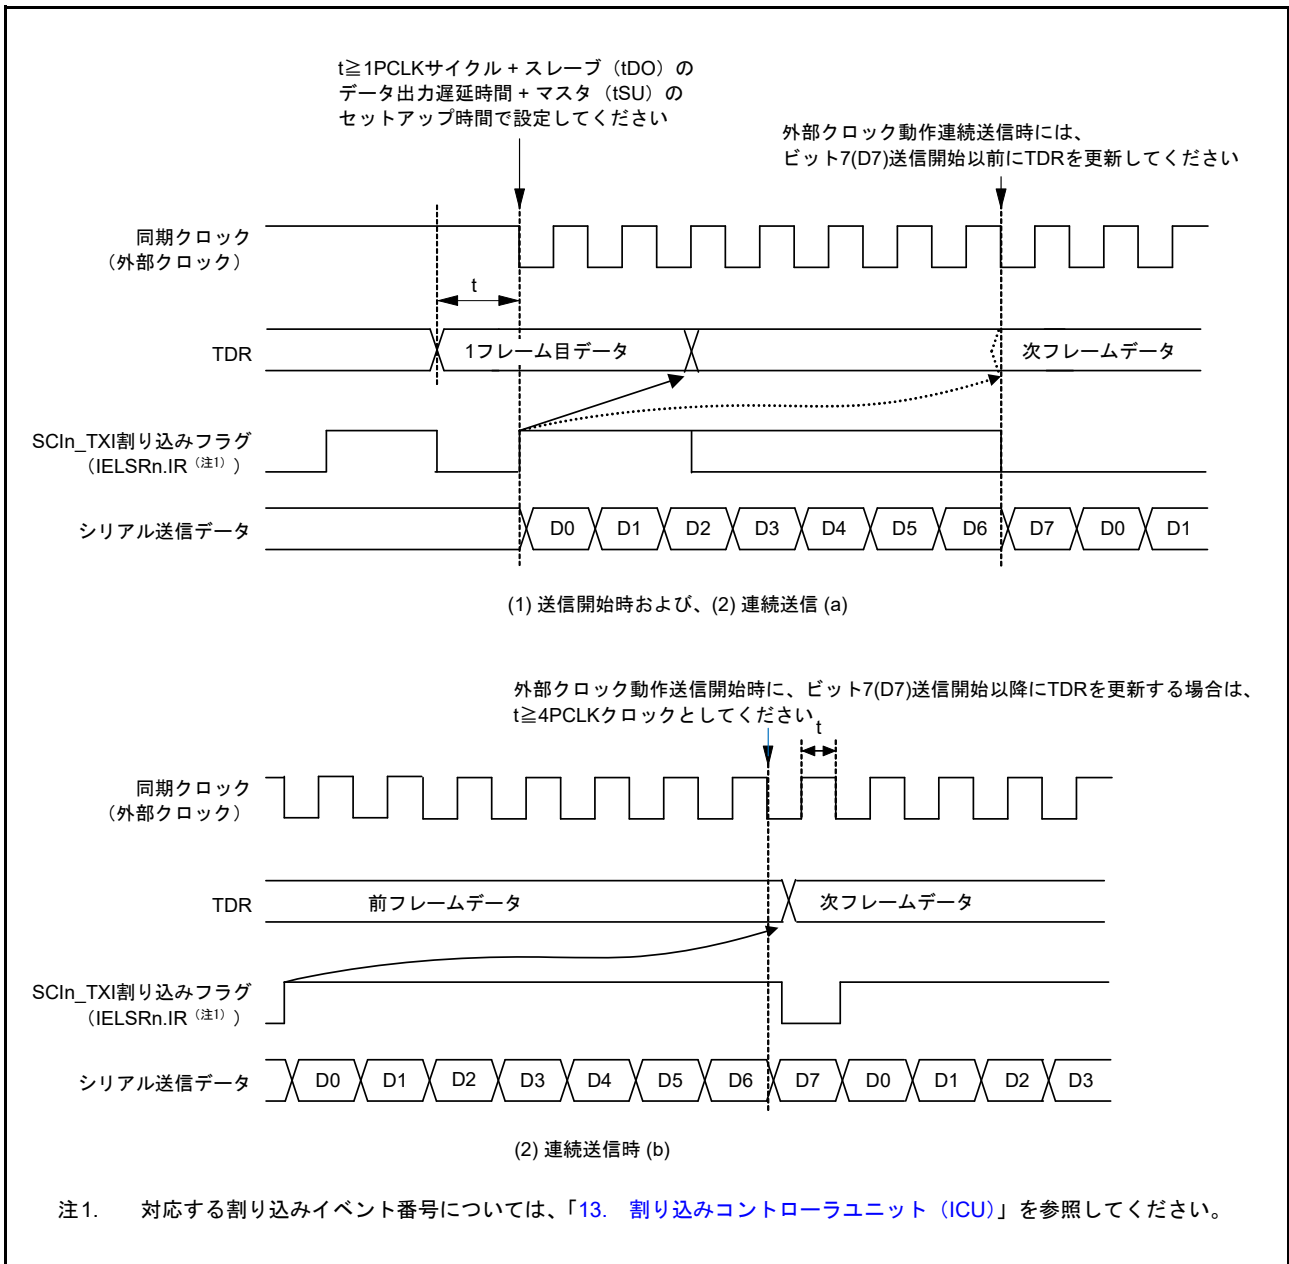 t≧1PCLKサイクル + スレーブ（tDO）の
データ出力遅延時間 + マスタ（tSU）の
セットアップ時間で設定してください
外部クロック動作連続送信時には、
ビット7(D7)送信開始以前にTDRを更新してください
同期クロック
（外部クロック）
t
TDR
1フレーム目データ
次フレームデータ
SCIn_TXI割り込みフラグ
（IELSRn.IR（注1））
シリアル送信データ
D0 D1 D2 D3 D4 D5 D6 D7 D0 D1
(1) 送信開始時および、(2) 連続送信 (a)
外部クロック動作送信開始時に、ビット7(D7)送信開始以降にTDRを更新する場合は、
t≧4PCLKクロックとしてください
t
同期クロック
（外部クロック）
TDR
前フレームデータ
次フレームデータ
SCIn_TXI割り込みフラグ
（IELSRn.IR（注1））
シリアル送信データ
D0 D1 D2 D3 D4 D5 D6 D7 D0 D1 D2 D3
(2) 連続送信時 (b)
注1. 対応する割り込みイベント番号については、「13. 割り込みコントローラユニット（ICU）」を参照してください。